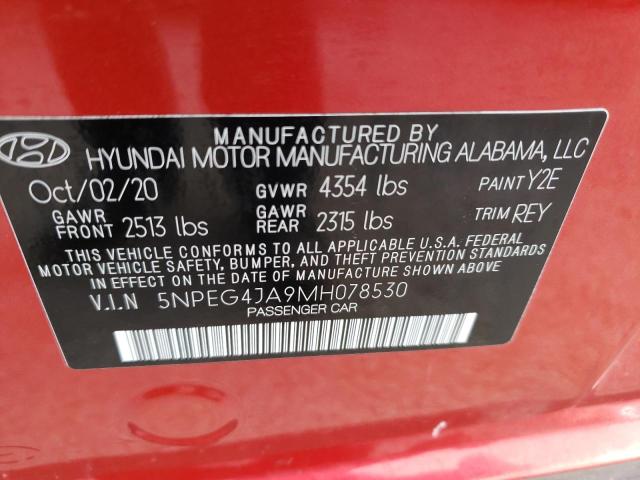 MANUFACTURED BY
HYUNDAI MOTOR MANUFACTURING ALABAMA, LLC
Oct/02/20 GVWR 4354 lbs PAINT Y2E
GAWR FRONT 2513 lbs GAWR REAR 2315 lbs TRIM REY
THIS VEHICLE CONFORMS TO ALL APPLICABLE U.S.A. FEDERAL
MOTOR VEHICLE SAFETY, BUMPER, AND THEFT PREVENTION STANDARDS
IN EFFECT ON THE DATE OF MANUFACTURE SHOWN ABOVE.
V.I.N 5NPEG4JA9MH078530
PASSENGER CAR